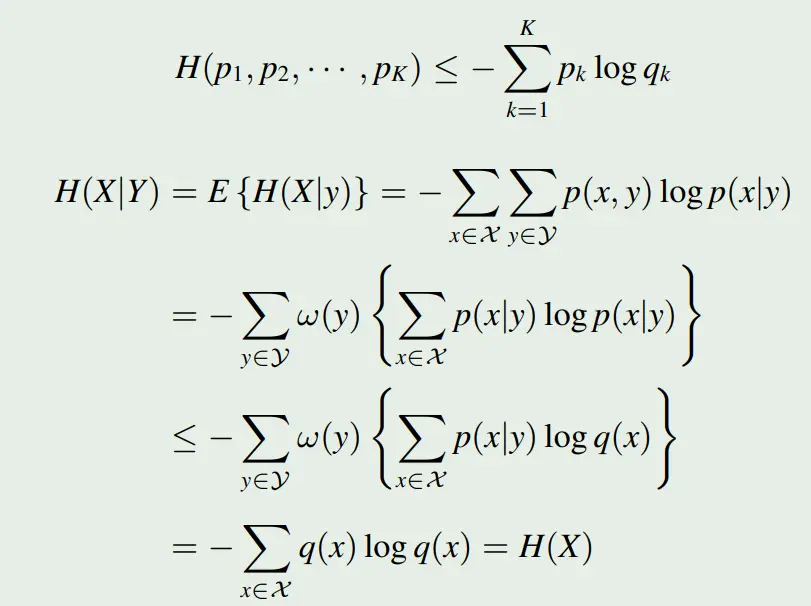 H(p₁, p₂, ⋯ , p_K) ≤ − ∑_{k=1}^{K} p_k log q_k
H(X|Y) = E {H(X|y)} = − ∑_{x∈𝒳} ∑_{y∈𝒴} p(x, y) log p(x|y)
= − ∑_{y∈𝒴} ω(y) { ∑_{x∈𝒳} p(x|y) log p(x|y) }
≤ − ∑_{y∈𝒴} ω(y) { ∑_{x∈𝒳} p(x|y) log q(x) }
= − ∑_{x∈𝒳} q(x) log q(x) = H(X)